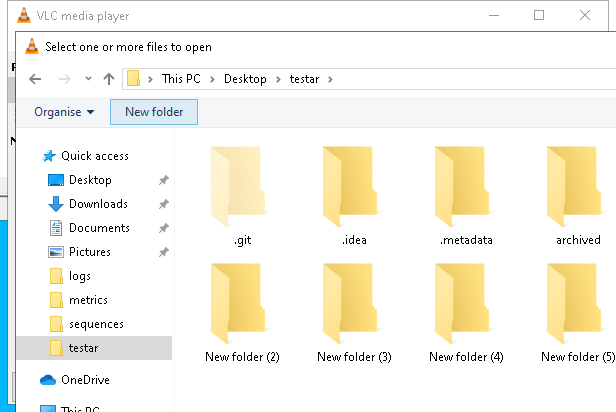 VLC media player
Select one or more files to open
This PC > Desktop > testar >
Organise New folder
Quick access
Desktop
Downloads
Documents
Pictures
logs
metrics
sequences
testar
OneDrive
This PC
.git .idea .metadata archived
New folder (2) New folder (3) New folder (4) New folder (5)